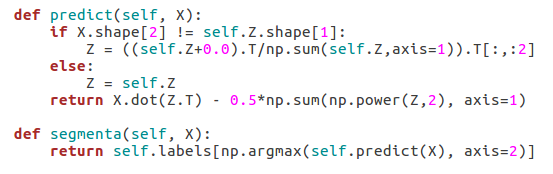 def predict(self, X):
    if X.shape[2] != self.Z.shape[1]:
        Z = ((self.Z+0.0).T/np.sum(self.Z,axis=1)).T[:,:2]
    else:
        Z = self.Z
    return X.dot(Z.T) - 0.5*np.sum(np.power(Z,2), axis=1)

def segmenta(self, X):
    return self.labels[np.argmax(self.predict(X), axis=2)]